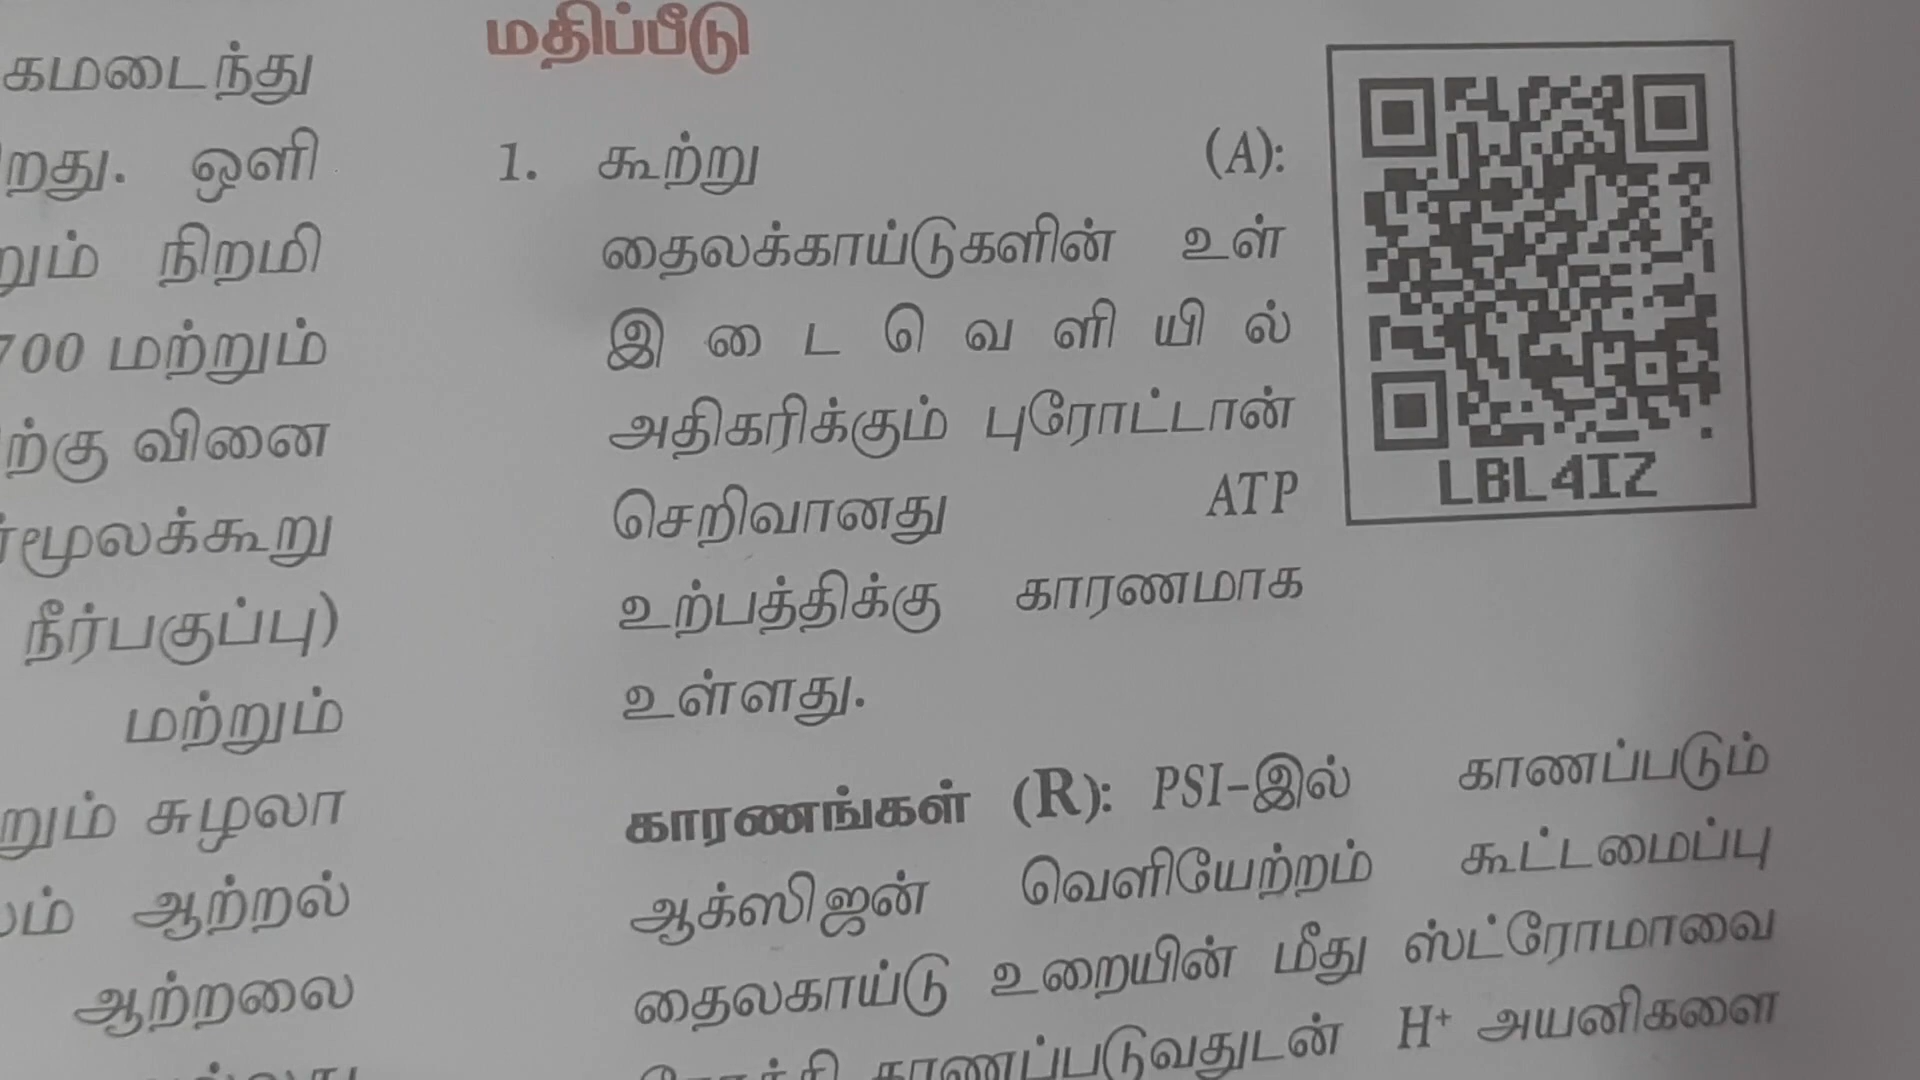 கமடைந்து
றது. ஒளி
றும் நிறமி
700 மற்றும்
ற்கு வினை
மூலக்கூறு
நீர்பகுப்பு)
மற்றும்
றும் சுழலா
ஆற்றல்
ஆற்றலை
மதிப்பீடு
1. கூற்று (A):
தைலக்காய்டுகளின் உள்
இடைவெளியில்
அதிகரிக்கும் புரோட்டான்
செறிவானது ATP
உற்பத்திக்கு காரணமாக
உள்ளது.
காரணங்கள் (R): PSI-இல் காணப்படும்
ஆக்ஸிஜன் வெளியேற்றம் கூட்டமைப்பு
தைலகாய்டு உறையின் மீது ஸ்ட்ரோமாவை
காணப்படுவதுடன் H⁺ அயனிகளை
LBL4IZ